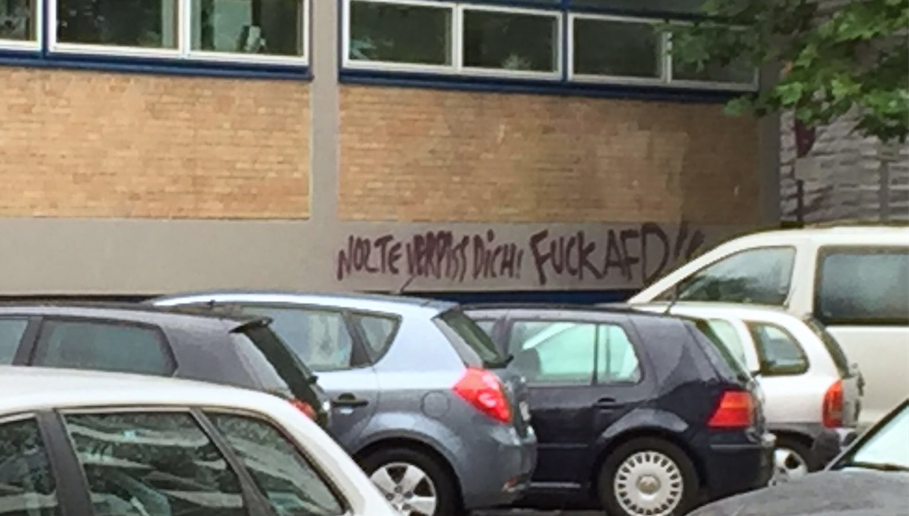 NOLTE VERPISS DICH! FUCK AFD!!